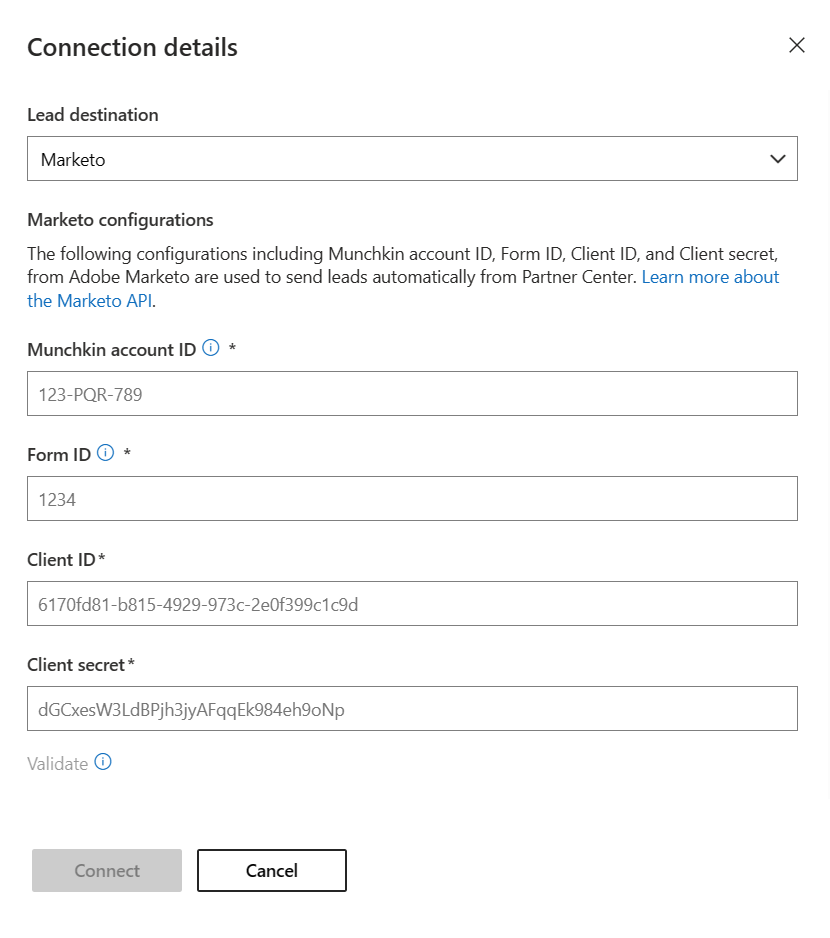 Connection details
Lead destination
Marketo
Marketo configurations
The following configurations including Munchkin account ID, Form ID, Client ID, and Client secret,
from Adobe Marketo are used to send leads automatically from Partner Center. Learn more about
the Marketo API.
Munchkin account ID *
123-PQR-789
Form ID *
1234
Client ID*
6170fd81-b815-4929-973c-2e0f399c1c9d
Client secret*
dGCxesW3LdBPjh3jyAFqqEk984eh9oNp
Validate
Connect Cancel